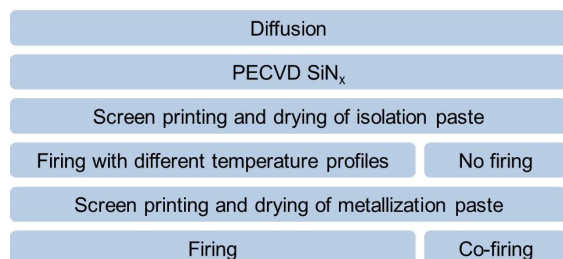 Diffusion
PECVD SiNx
Screen printing and drying of isolation paste
Firing with different temperature profiles
No firing
Screen printing and drying of metallization paste
Firing
Co-firing